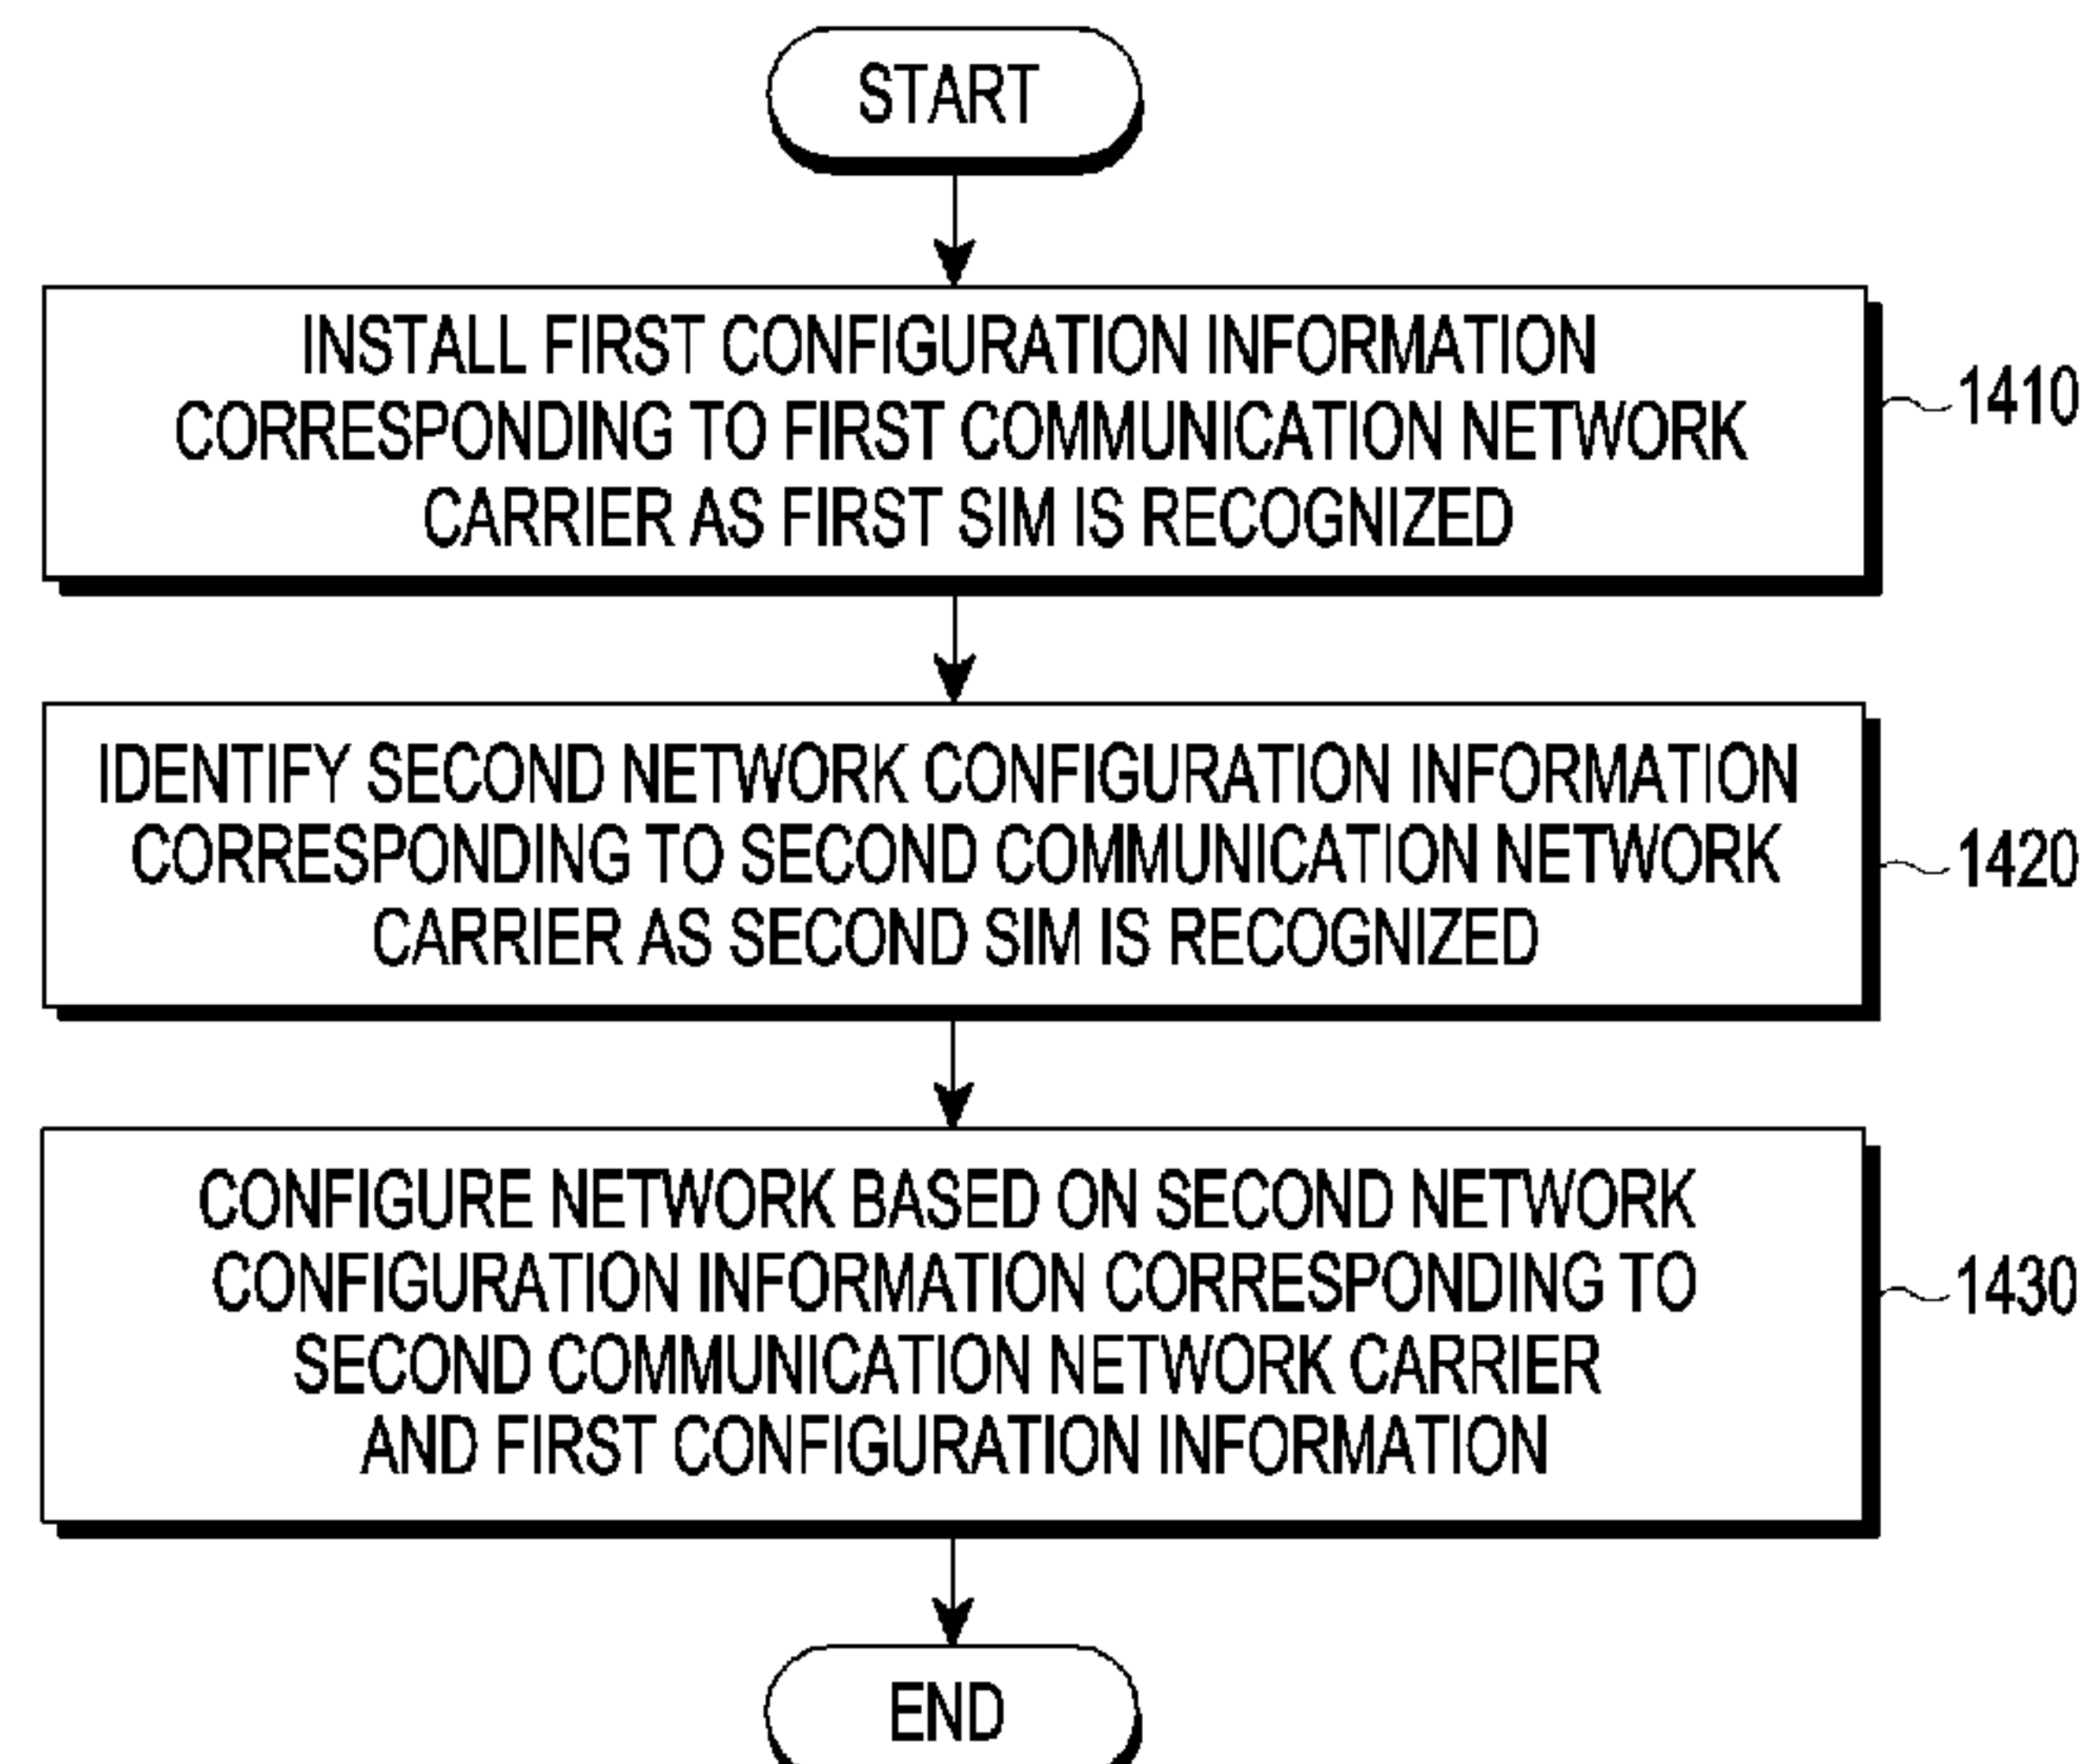 START
INSTALL FIRST CONFIGURATION INFORMATION
CORRESPONDING TO FIRST COMMUNICATION NETWORK
CARRIER AS FIRST SIM IS RECOGNIZED
1410
IDENTIFY SECOND NETWORK CONFIGURATION INFORMATION
CORRESPONDING TO SECOND COMMUNICATION NETWORK
CARRIER AS SECOND SIM IS RECOGNIZED
1420
CONFIGURE NETWORK BASED ON SECOND NETWORK
CONFIGURATION INFORMATION CORRESPONDING TO
SECOND COMMUNICATION NETWORK CARRIER
AND FIRST CONFIGURATION INFORMATION
1430
END